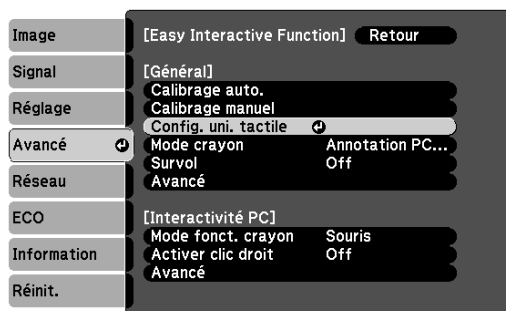 Image
Signal
Réglage
Avancé
Réseau
ECO
Information
Réinit.
[Easy Interactive Function] Retour
[Général]
Calibrage auto.
Calibrage manuel
Config. uni. tactile
Mode crayon Annotation PC...
Survol Off
Avancé
[Interactivité PC]
Mode fonct. crayon Souris
Activer clic droit Off
Avancé